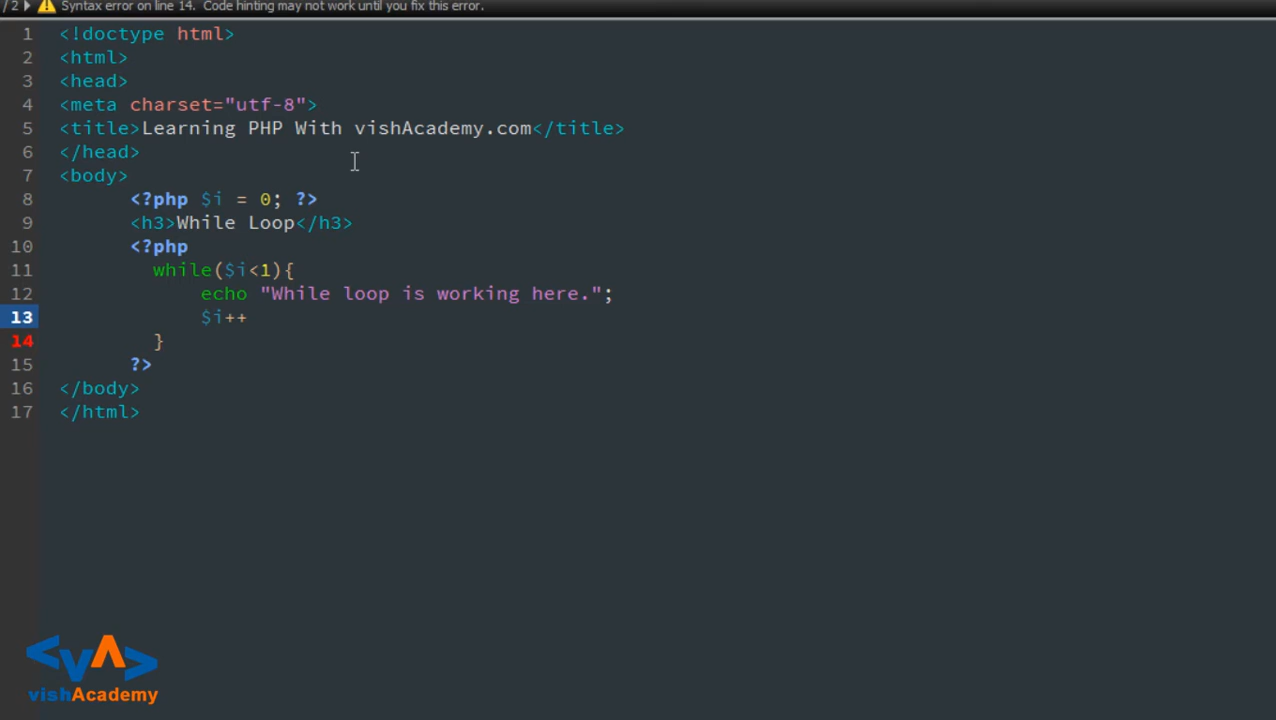 / 2 Syntax error on line 14. Code hinting may not work until you fix this error.
1 <!doctype html>
2 <html>
3 <head>
4 <meta charset="utf-8">
5 <title>Learning PHP With vishAcademy.com</title>
6 </head>
7 <body>
8 <?php $i = 0; ?>
9 <h3>While Loop</h3>
10 <?php
11 while($i<1){
12 echo "While loop is working here.";
13 $i++
14 }
15 ?>
16 </body>
17 </html>
<VA>
vishAcademy